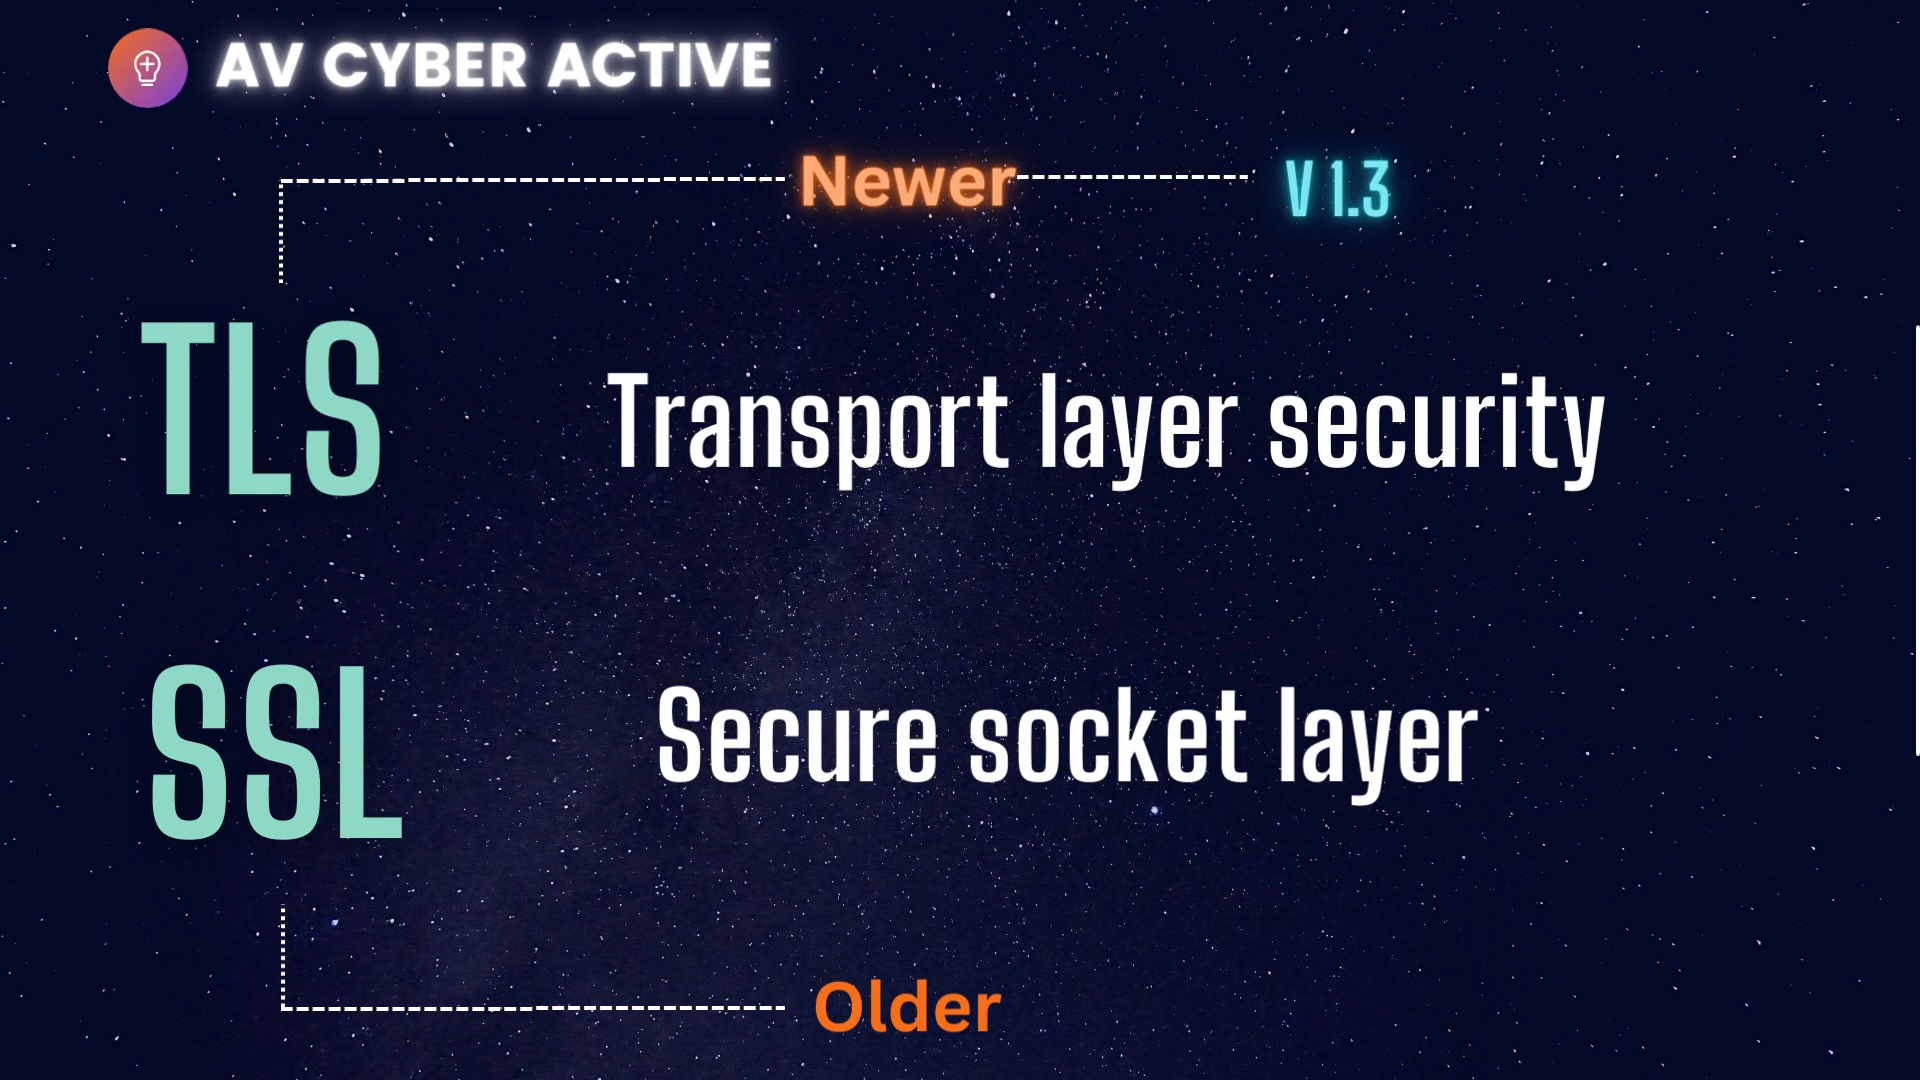 AV CYBER ACTIVE
Newer
V 1.3
TLS
Transport layer security
SSL
Secure socket layer
Older